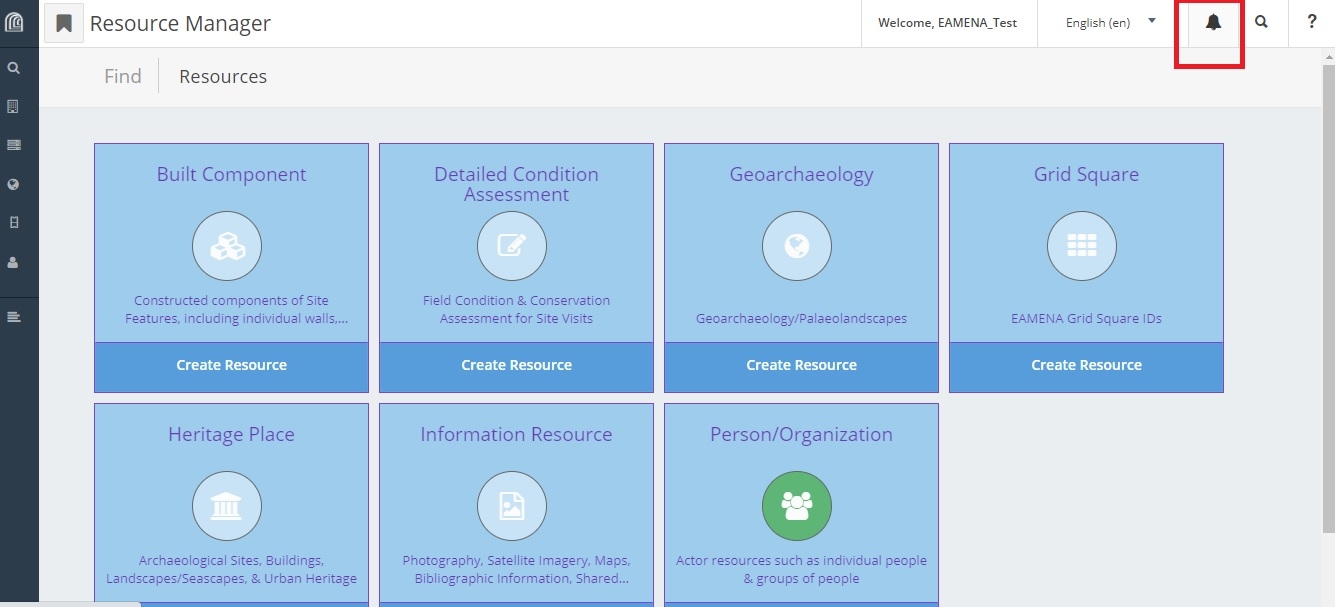 Resource Manager
Welcome, EAMENA_Test
English (en)
?
Find
Resources
Built Component
Constructed components of Site
Features, including individual walls,...
Create Resource
Detailed Condition
Assessment
Field Condition & Conservation
Assessment for Site Visits
Create Resource
Geoarchaeology
Geoarchaeology/Palaeolandscapes
Create Resource
Grid Square
EAMENA Grid Square IDs
Create Resource
Heritage Place
Archaeological Sites, Buildings,
Landscapes/Seascapes, & Urban Heritage
Information Resource
Photography, Satellite Imagery, Maps,
Bibliographic Information, Shared...
Person/Organization
Actor resources such as individual people
& groups of people